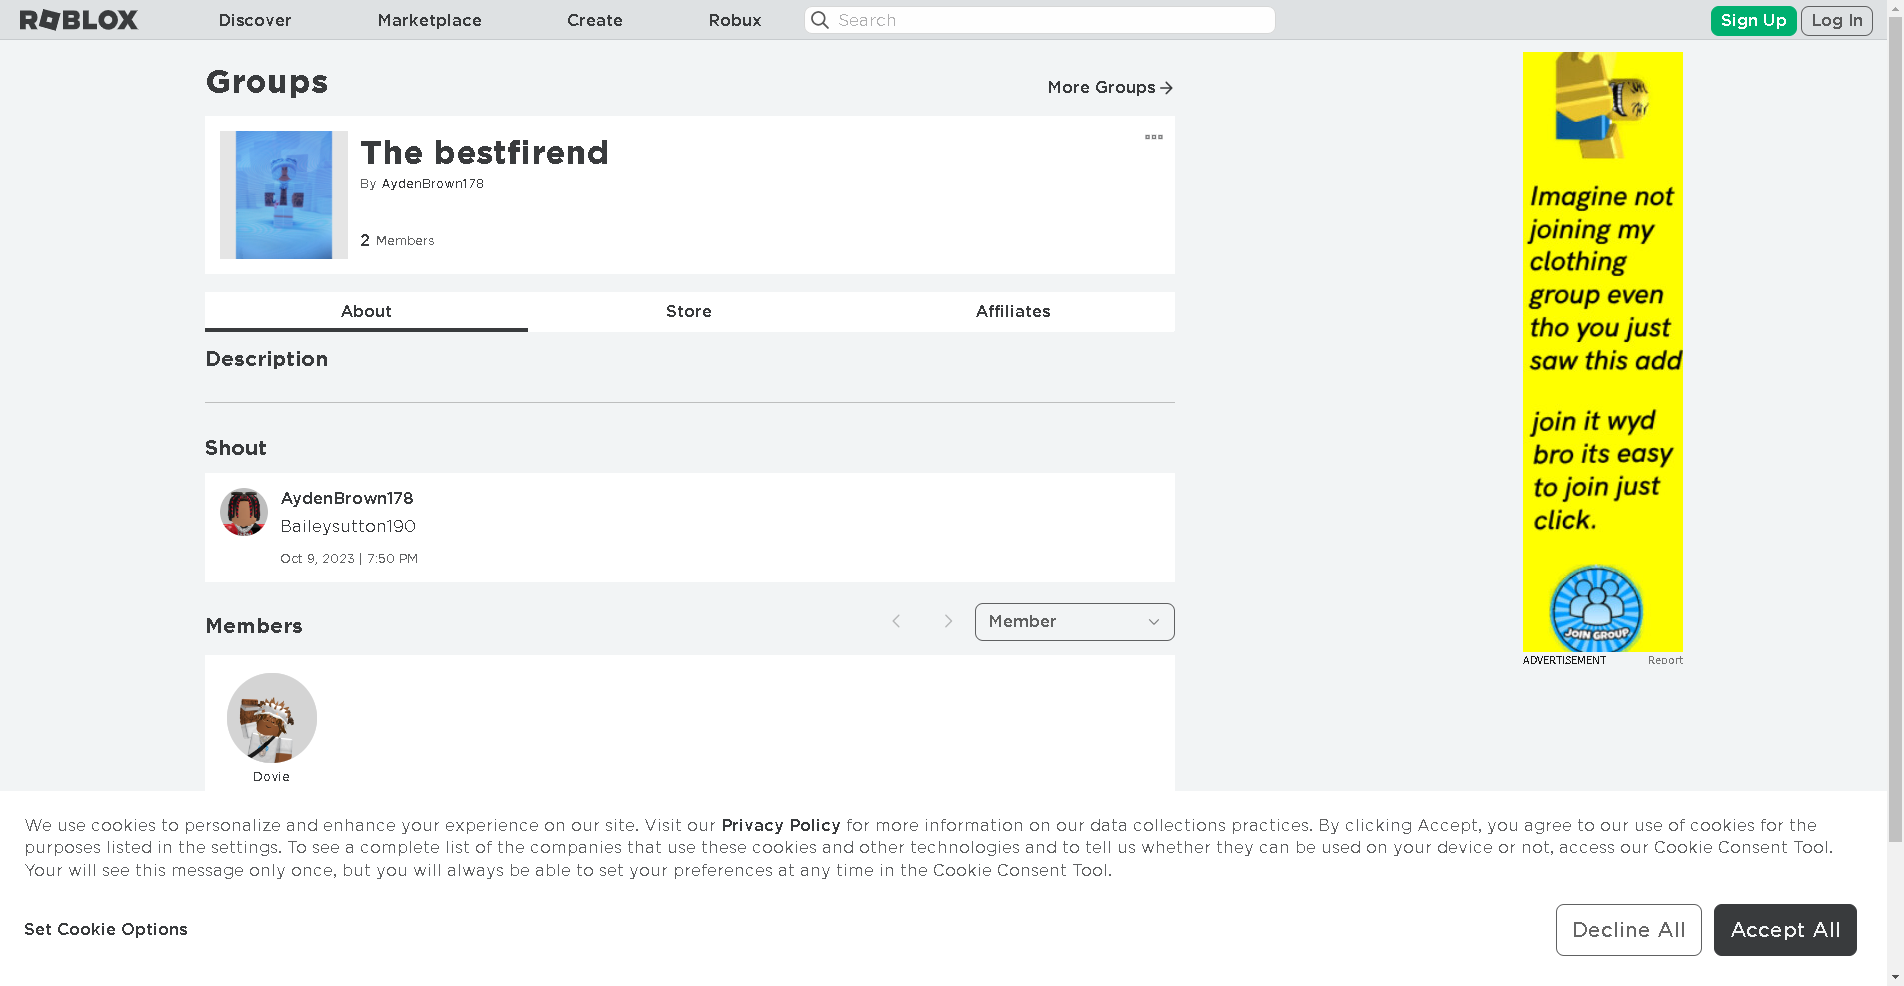 ROBLOX
Discover
Marketplace
Create
Robux
Search
Sign Up
Log In
Groups
More Groups
The bestfirend
By AydenBrown178
2 Members
About
Store
Affiliates
Description
Shout
AydenBrown178
Baileysutton190
Oct 9, 2023 | 7:50 PM
Members
Member
Dovie
Imagine not
joining my
clothing
group even
tho you just
saw this add
join it wyd
bro its easy
to join just
click.
JOIN GROUP
ADVERTISEMENT
Report
We use cookies to personalize and enhance your experience on our site. Visit our Privacy Policy for more information on our data collections practices. By clicking Accept, you agree to our use of cookies for the
purposes listed in the settings. To see a complete list of the companies that use these cookies and other technologies and to tell us whether they can be used on your device or not, access our Cookie Consent Tool.
Your will see this message only once, but you will always be able to set your preferences at any time in the Cookie Consent Tool.
Set Cookie Options
Decline All
Accept All